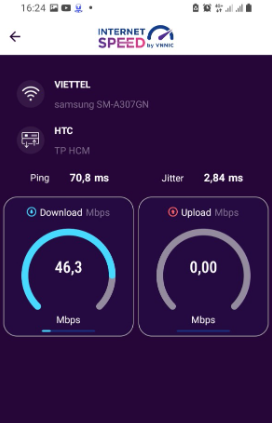 16:24
INTERNET
SPEED by VNNIC
VIETTEL
samsung SM-A307GN
HTC
TP HCM
Ping 70,8 ms Jitter 2,84 ms
Download Mbps Upload Mbps
46,3 0,00
Mbps Mbps